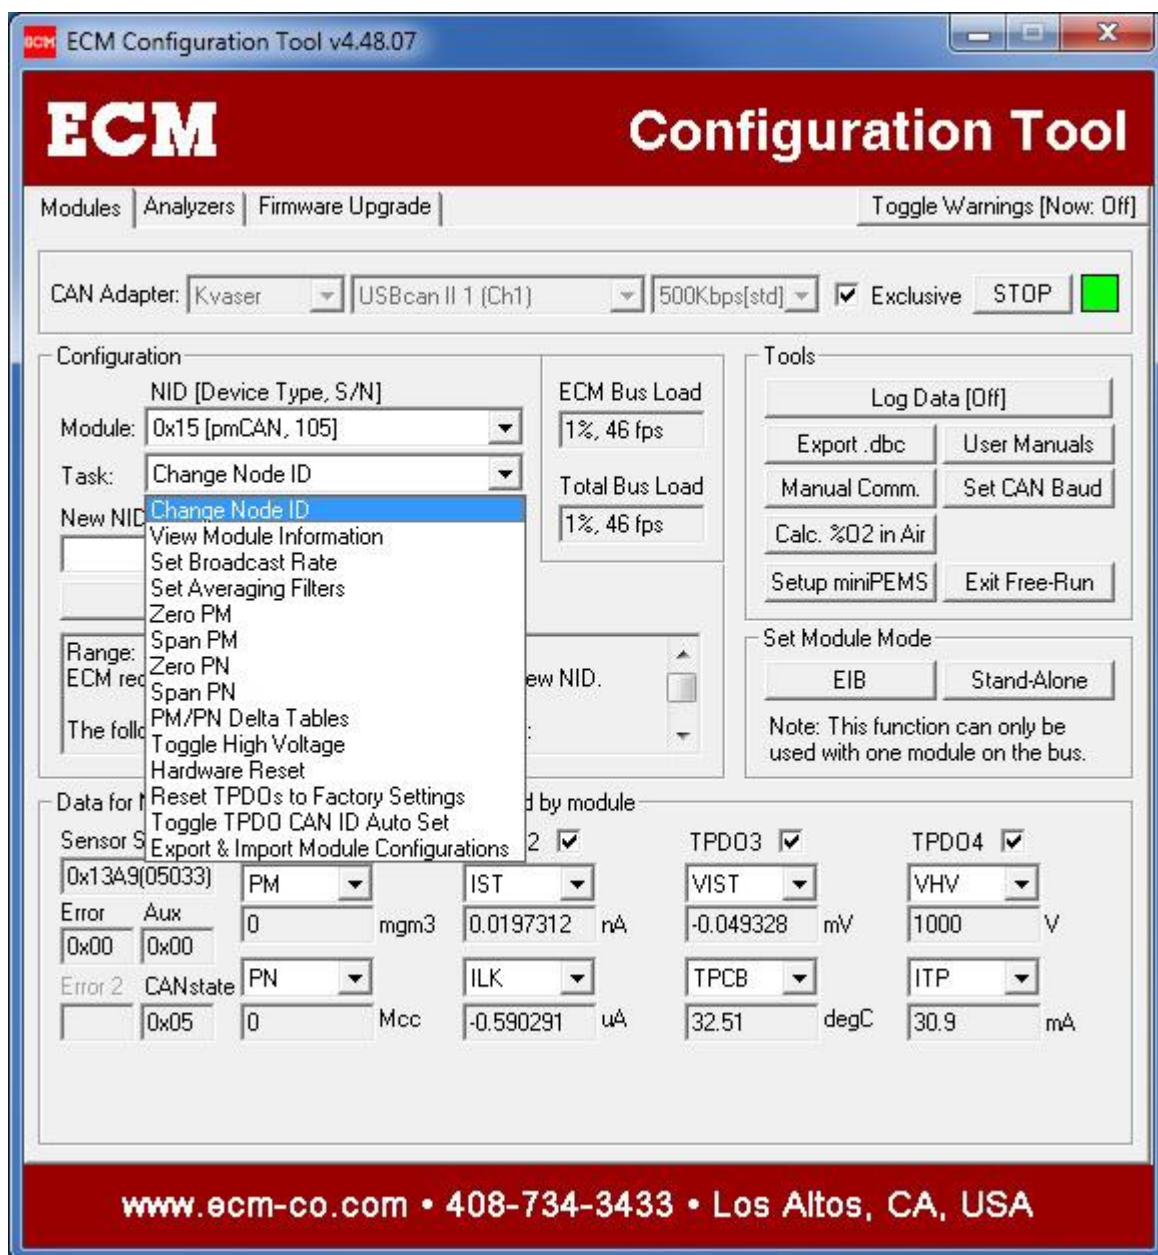 ECM ECM Configuration Tool v4.48.07
ECM Configuration Tool
Modules Analyzers Firmware Upgrade Toggle Warnings [Now: Off]
CAN Adapter: Kvaser USBcan II 1 (Ch1) 500Kbps[std] Exclusive STOP
Configuration
NID [Device Type, S/N]
Module: 0x15 [pmCAN, 105]
Task: Change Node ID
New NID
Change Node ID
View Module Information
Set Broadcast Rate
Set Averaging Filters
Zero PM
Span PM
Zero PN
Span PN
PM/PN Delta Tables
Toggle High Voltage
Hardware Reset
Reset TPDOs to Factory Settings
Toggle TPDO CAN ID Auto Set
Export & Import Module Configurations
Range:
ECM ew NID.
The
ECM Bus Load
1%, 46 fps
Total Bus Load
1%, 46 fps
Tools
Log Data [Off]
Export .dbc User Manuals
Manual Comm. Set CAN Baud
Calc. %O2 in Air
Setup miniPEMS Exit Free-Run
Set Module Mode
EIB Stand-Alone
Note: This function can only be
used with one module on the bus.
Data for by module
Sensor 2 TPDO3 TPDO4
0x13A9(05033) PM IST VIST VHV
Error Aux
0x00 0x00 0 mgm3 0.0197312 nA -0.049328 mV 1000 V
Error 2 CANstate PN ILK TPCB ITP
0x05 0 Mcc -0.590291 uA 32.51 degC 30.9 mA
www.ecm-co.com • 408-734-3433 • Los Altos, CA, USA